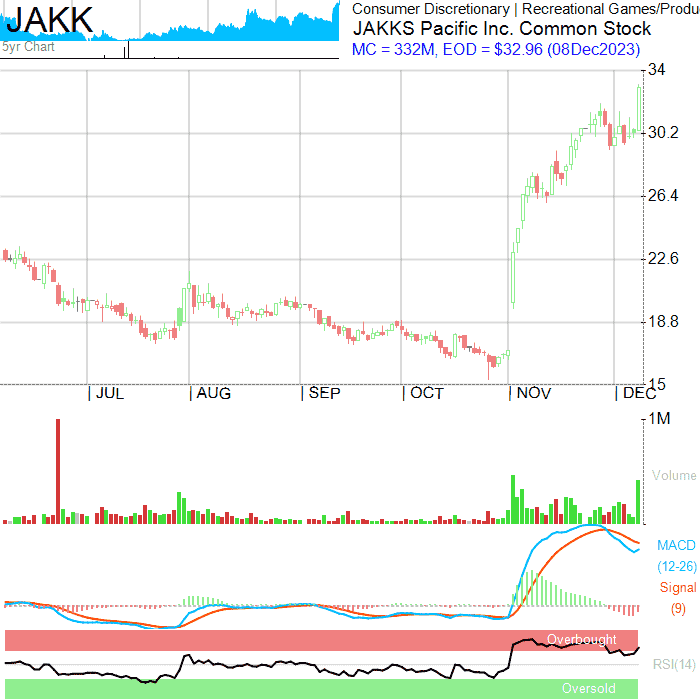 JAKK
5yr Chart
Consumer Discretionary | Recreational Games/Produ
JAKKS Pacific Inc. Common Stock
MC = 332M, EOD = $32.96 (08Dec2023)
34
30.2
26.4
22.6
18.8
15
JUL AUG SEP OCT NOV DEC
1M
Volume
MACD
(12-26)
Signal
(9)
Overbought
RSI(14)
Oversold